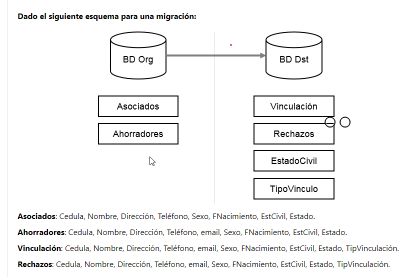 Dado el siguiente esquema para una migración:
BD Org
BD Dst
Asociados
Vinculación
Ahorradores
Rechazos
EstadoCivil
TipoVinculo
Asociados: Cedula, Nombre, Dirección, Teléfono, Sexo, FNacimiento, EstCivil, Estado.
Ahorradores: Cedula, Nombre, Dirección, Teléfono, email, Sexo, FNacimiento, EstCivil, Estado.
Vinculación: Cedula, Nombre, Dirección, Teléfono, email, Sexo, FNacimiento, EstCivil, Estado, TipVinculación.
Rechazos: Cedula, Nombre, Dirección, Teléfono, email, Sexo, FNacimiento, EstCivil, Estado, TipVinculación.